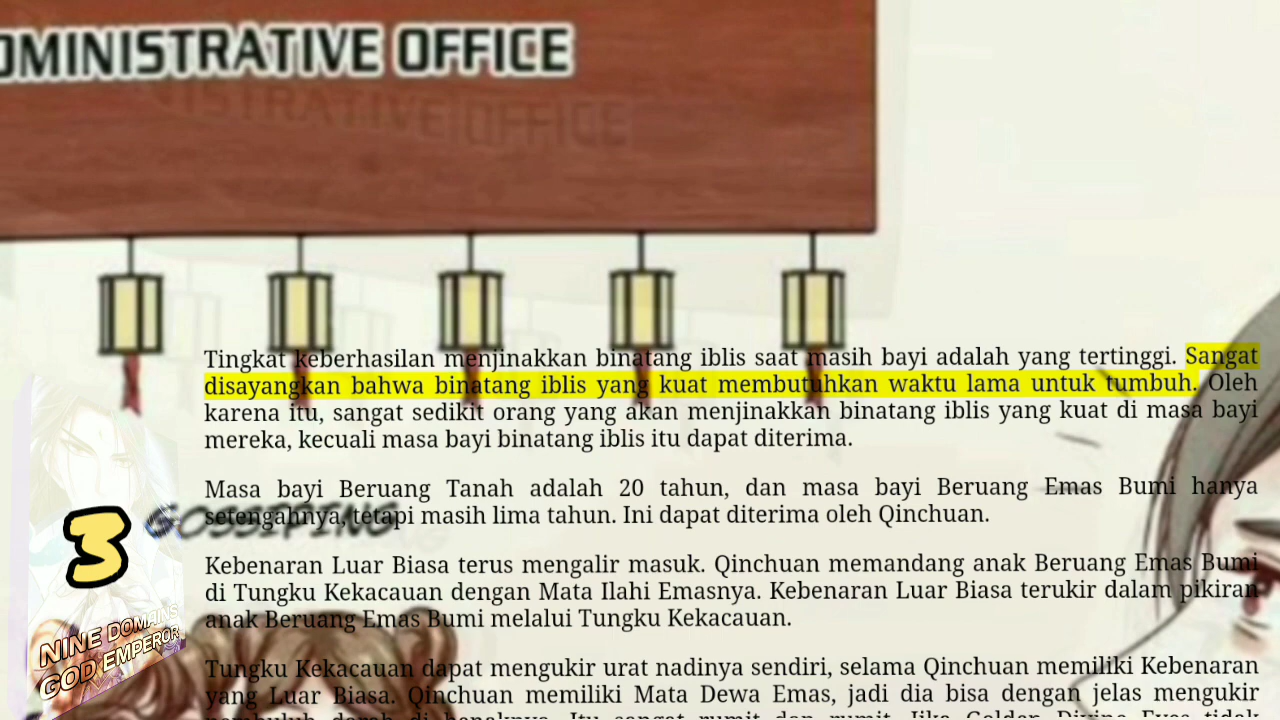 DMINISTRATIVE OFFICE
Tingkat keberhasilan menjinakkan binatang iblis saat masih bayi adalah yang tertinggi. Sangat
disayangkan bahwa binatang iblis yang kuat membutuhkan waktu lama untuk tumbuh. Oleh
karena itu, sangat sedikit orang yang akan menjinakkan binatang iblis yang kuat di masa bayi
mereka, kecuali masa bayi binatang iblis itu dapat diterima.
Masa bayi Beruang Tanah adalah 20 tahun, dan masa bayi Beruang Emas Bumi hanya
setengahnya, tetapi masih lima tahun. Ini dapat diterima oleh Qinchuan.
GOSSIPING
Kebenaran Luar Biasa terus mengalir masuk. Qinchuan memandang anak Beruang Emas Bumi
di Tungku Kekacauan dengan Mata Ilahi Emasnya. Kebenaran Luar Biasa terukir dalam pikiran
anak Beruang Emas Bumi melalui Tungku Kekacauan.
Tungku Kekacauan dapat mengukir urat nadinya sendiri, selama Qinchuan memiliki Kebenaran
yang Luar Biasa. Qinchuan memiliki Mata Dewa Emas, jadi dia bisa dengan jelas mengukir
3
NINE DOMAINS
GOD EMPEROR